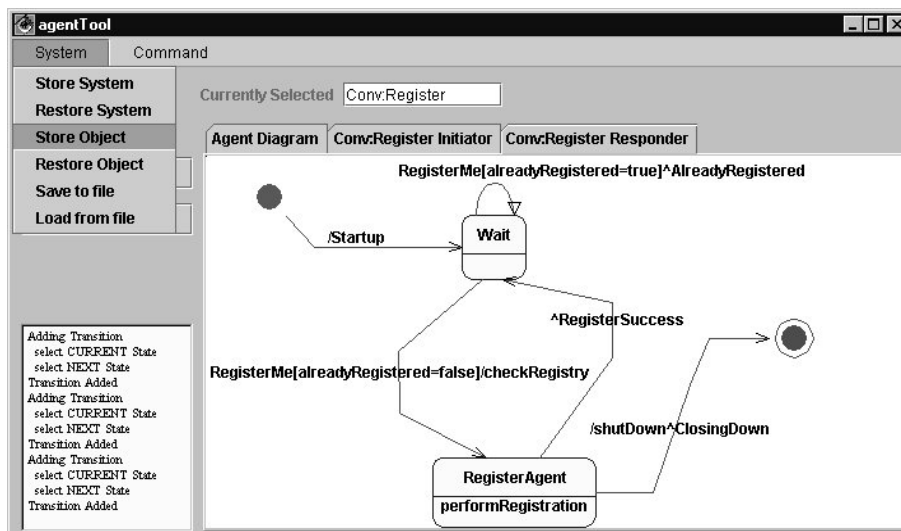 agentTool
System Command
Store System
Restore System
Store Object
Restore Object
Save to file
Load from file
Currently Selected Conv:Register
Agent Diagram Conv:Register Initiator Conv:Register Responder
RegisterMe[alreadyRegistered=true]^AlreadyRegistered
Wait
/Startup
^RegisterSuccess
RegisterMe[alreadyRegistered=false]/checkRegistry
/shutDown^ClosingDown
RegisterAgent
performRegistration
Adding Transition
select CURRENT State
select NEXT State
Transition Added
Adding Transition
select CURRENT State
select NEXT State
Transition Added
Adding Transition
select CURRENT State
select NEXT State
Transition Added